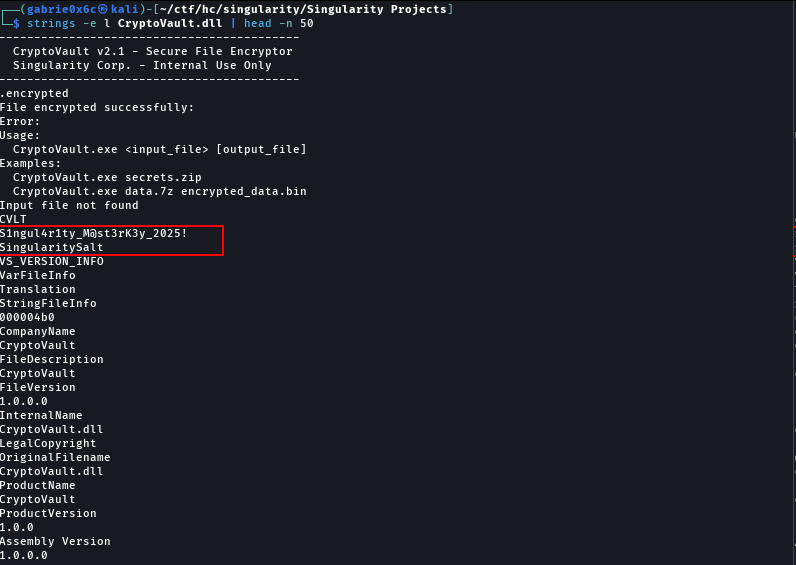 ┌──(gabrie0x6c㉿kali)-[~/ctf/hc/singularity/Singularity Projects]
└─$ strings -e l CryptoVault.dll | head -n 50
-------------------------------------------
  CryptoVault v2.1 - Secure File Encryptor
  Singularity Corp. - Internal Use Only
-------------------------------------------
.encrypted
File encrypted successfully:
Error:
Usage:
  CryptoVault.exe <input_file> [output_file]
Examples:
  CryptoVault.exe secrets.zip
  CryptoVault.exe data.7z encrypted_data.bin
Input file not found
CVLT
S1ngul4r1ty_M@st3rK3y_2025!
SingularitySalt
VS_VERSION_INFO
VarFileInfo
Translation
StringFileInfo
000004b0
CompanyName
CryptoVault
FileDescription
CryptoVault
FileVersion
1.0.0.0
InternalName
CryptoVault.dll
LegalCopyright
OriginalFilename
CryptoVault.dll
ProductName
CryptoVault
ProductVersion
1.0.0
Assembly Version
1.0.0.0